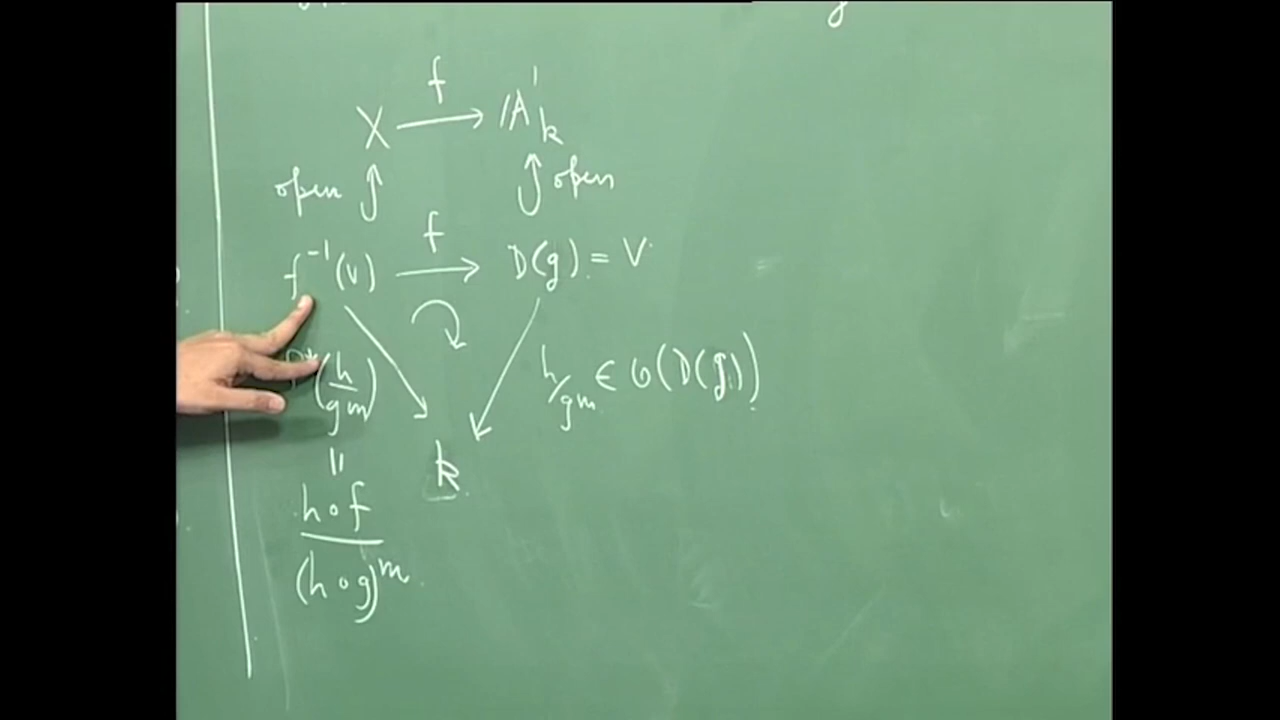 f
X → 𝔸¹ₖ
open open
f
f⁻¹(V) → D(g) = V
(h/gᵐ) h/gᵐ ∈ O(D(g))
||
k
h∘f
(h∘g)ᵐ